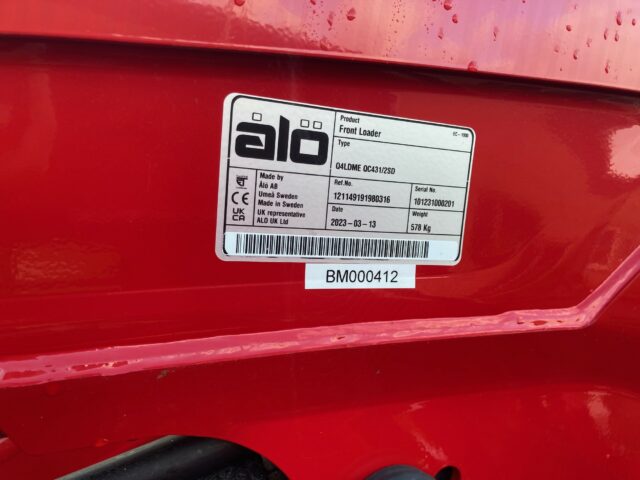 ålö
Product
Front Loader
FC-100
Type
Q4LDME QC431/2SD
Made by
Ålö AB
Umeå Sweden
Made in Sweden
UK representative
ALO UK Ltd
CE
UK
CA
Ref.No.
121149191980316
Serial No.
101231000201
Date
2023-03-13
Weight
578 Kg
BM000412